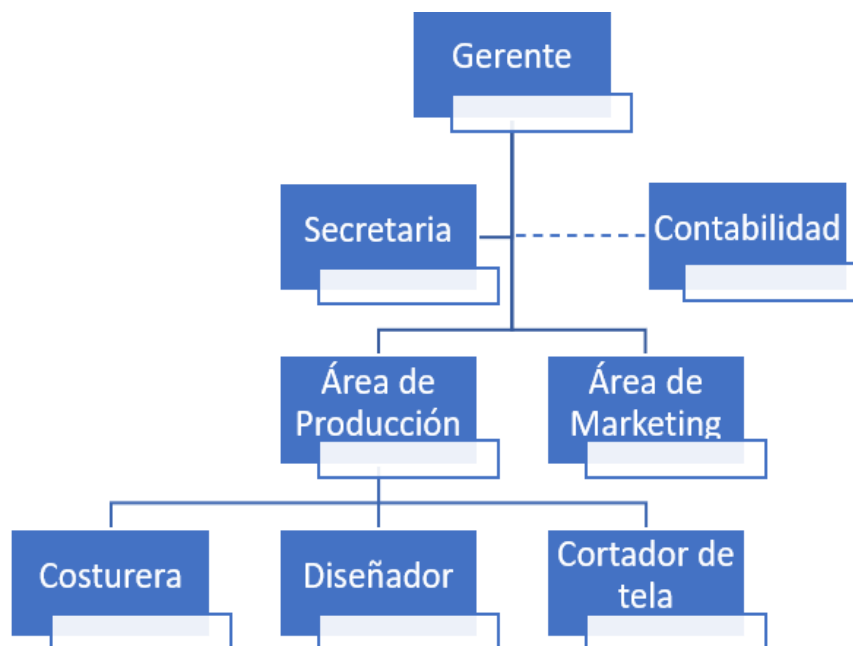 Gerente
Secretaria
Contabilidad
Área de
Producción
Área de
Marketing
Costurera
Diseñador
Cortador de
tela